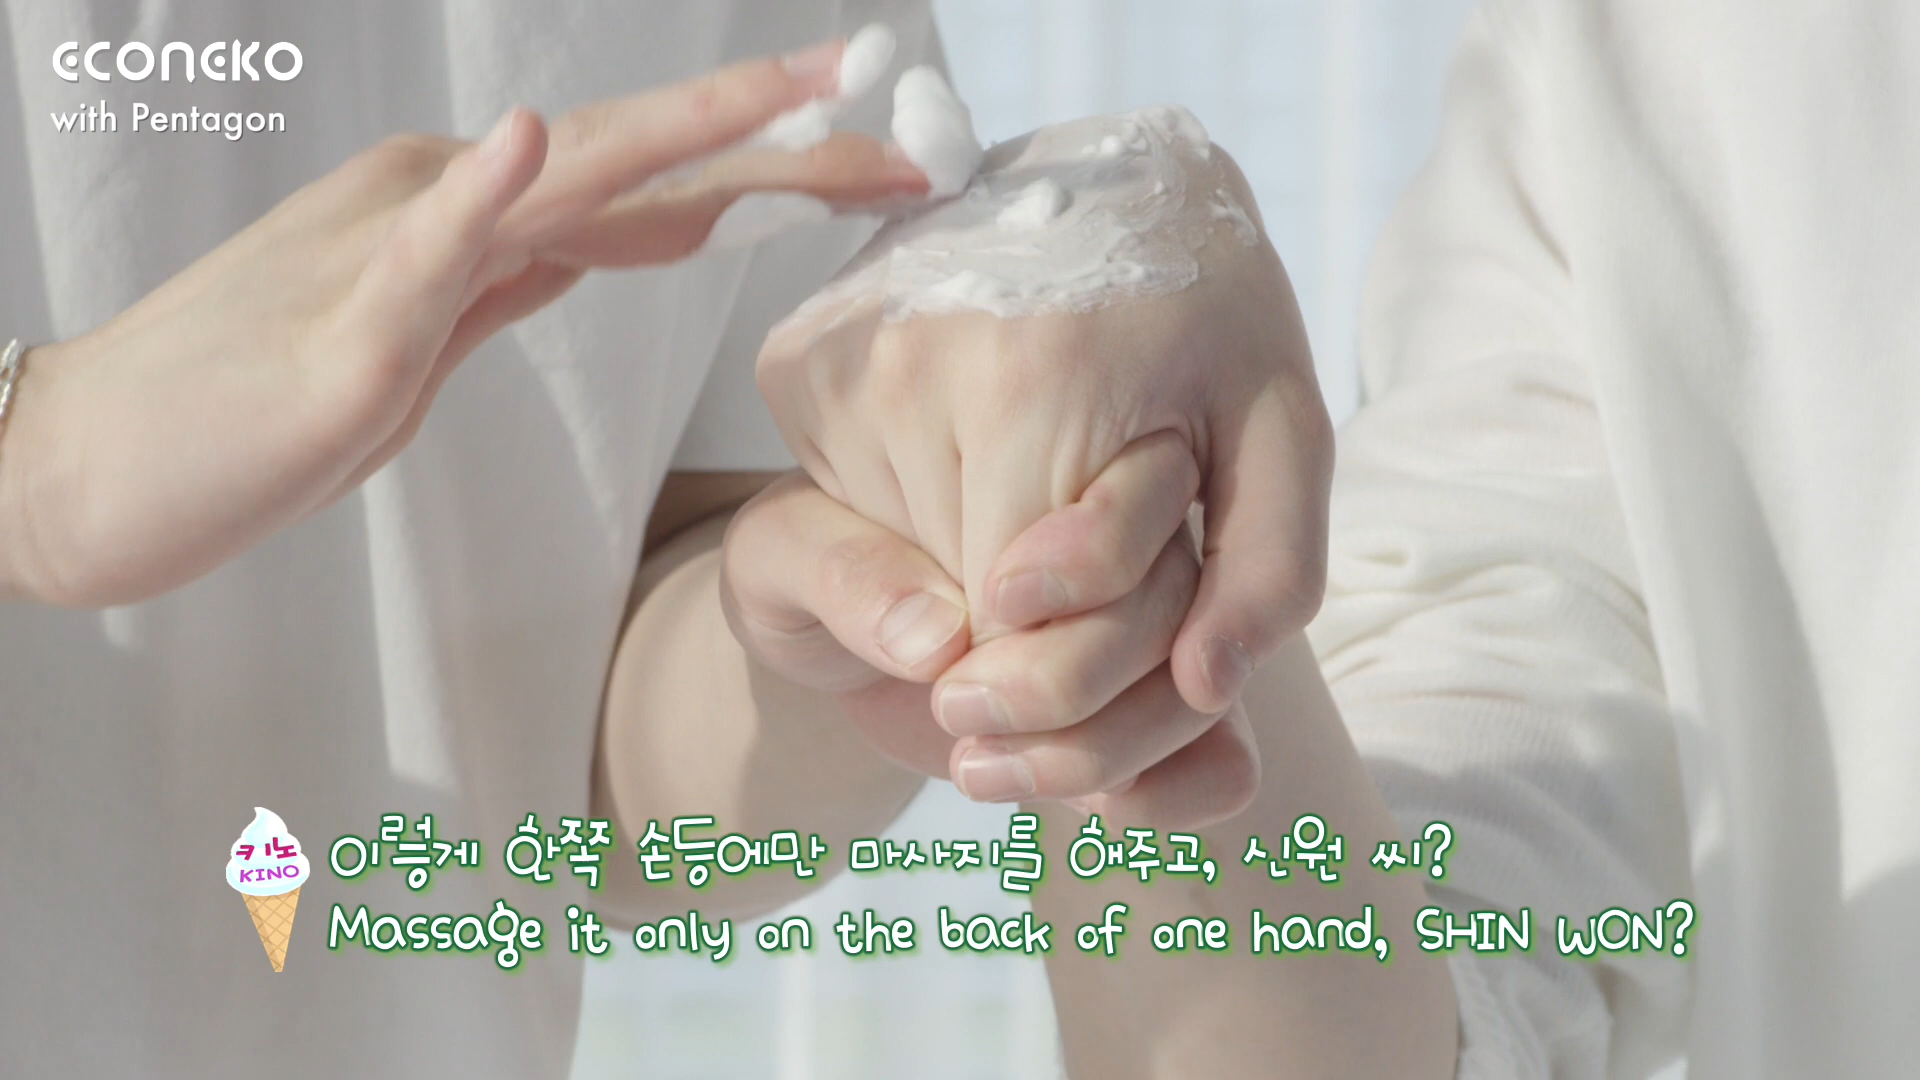 econeko
with Pentagon
키노
KINO
이렇게 한쪽 손등에만 마사지를 해주고, 신원 씨?
Massage it only on the back of one hand, SHIN WON?